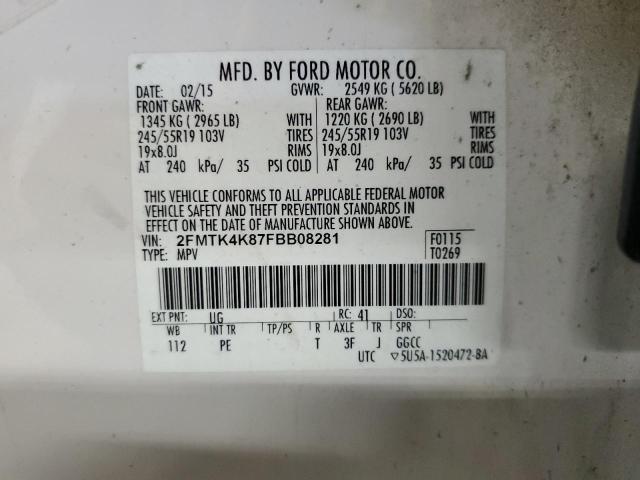 MFD. BY FORD MOTOR CO.
DATE: 02/15 GVWR: 2549 KG ( 5620 LB)
FRONT GAWR: REAR GAWR:
1345 KG ( 2965 LB) WITH 1220 KG ( 2690 LB) WITH
245/55R19 103V TIRES 245/55R19 103V TIRES
19x8.0J RIMS 19x8.0J RIMS
AT 240 kPa/ 35 PSI COLD AT 240 kPa/ 35 PSI COLD
THIS VEHICLE CONFORMS TO ALL APPLICABLE FEDERAL MOTOR
VEHICLE SAFETY AND THEFT PREVENTION STANDARDS IN
EFFECT ON THE DATE OF MANUFACTURE SHOWN ABOVE.
VIN: 2FMTK4K87FBB08281 F0115
TYPE: MPV T0269
EXT PNT: UG RC: 41 DSO:
WB INT TR TP/PS R AXLE TR SPR
112 PE T 3F J GGCC
UTC ▽5U5A-1520472-BA